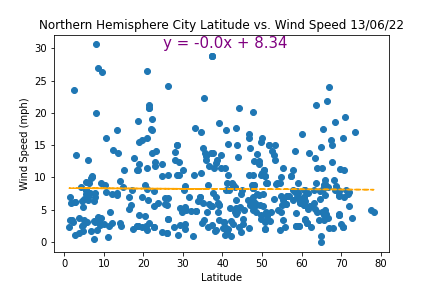 Northern Hemisphere City Latitude vs. Wind Speed 13/06/22
y = -0.0x + 8.34
30
25
20
15
10
5
0
Wind Speed (mph)
0 10 20 30 40 50 60 70 80
Latitude